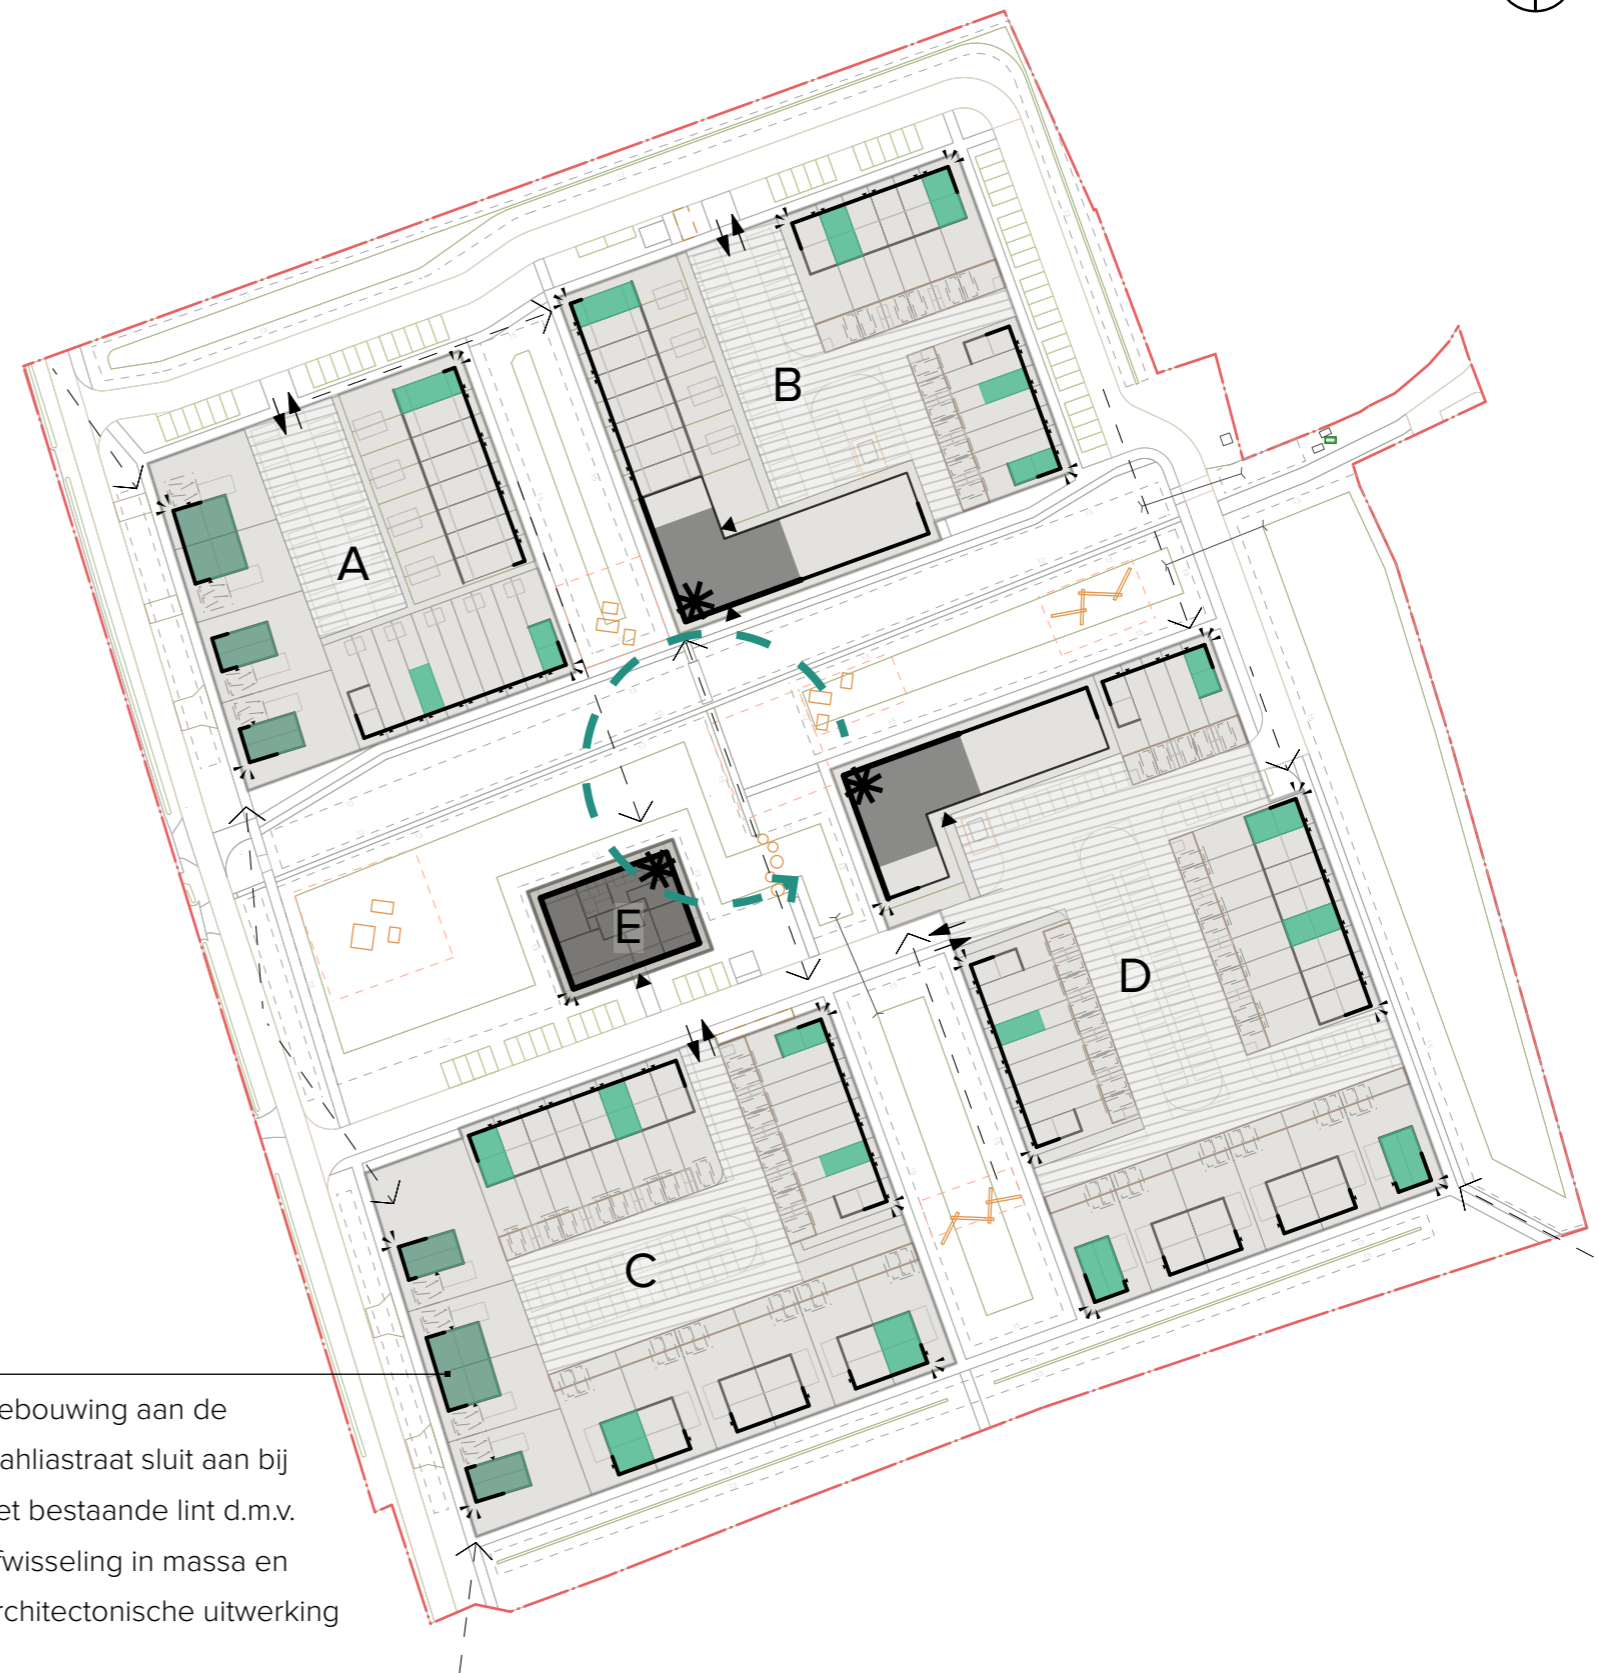 B
A
E
D
C
ebouwing aan de
ahliastraat sluit aan bij
et bestaande lint d.m.v.
fwisseling in massa en
rchitectonische uitwerking